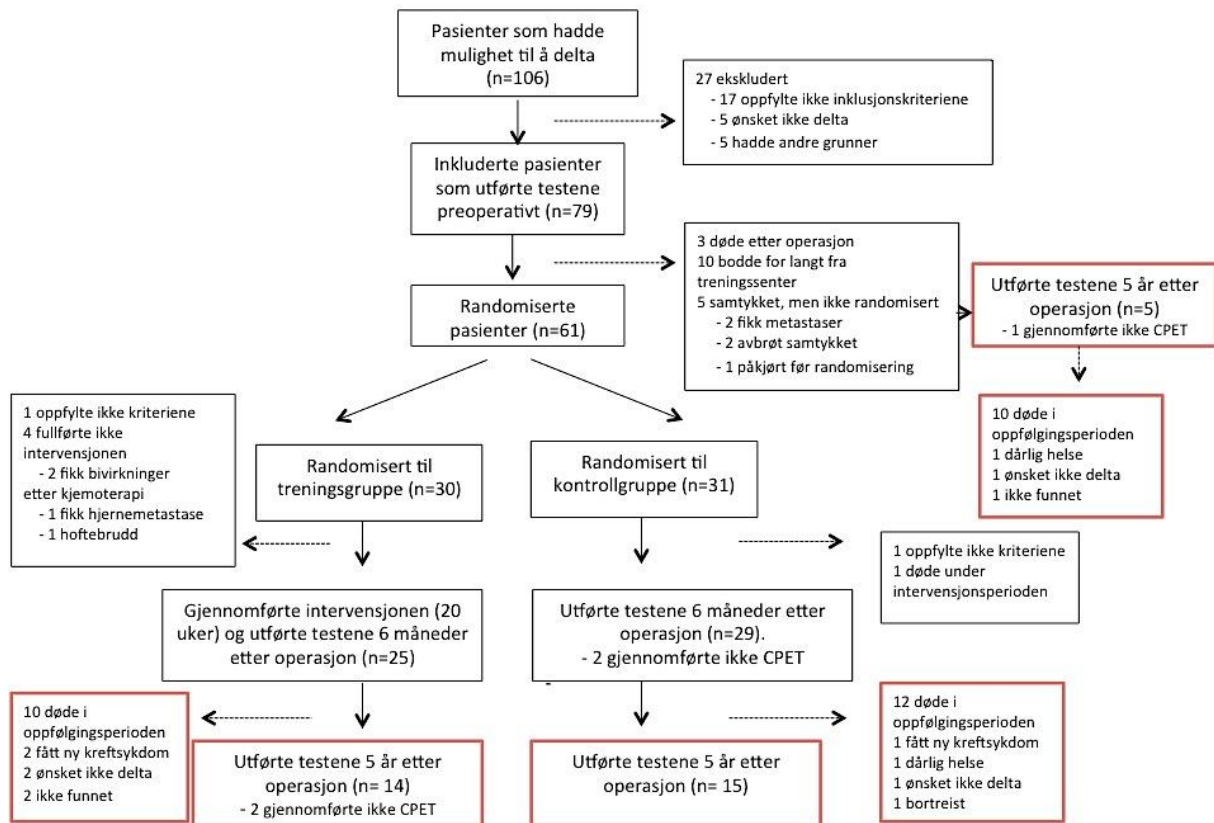 Pasienter som hadde
mulighet til å delta
(n=106)
27 ekskludert
- 17 oppfylte ikke inklusjonskriteriene
- 5 ønsket ikke delta
- 5 hadde andre grunner
Inkluderte pasienter
som utførte testene
preoperativt (n=79)
3 døde etter operasjon
10 bodde for langt fra
treningssenter
5 samtykket, men ikke randomisert
- 2 fikk metastaser
- 2 avbrøt samtykket
- 1 påkjørt før randomisering
Utførte testene 5 år etter
operasjon (n=5)
- 1 gjennomførte ikke CPET
Randomiserte
pasienter (n=61)
10 døde i
oppfølgingsperioden
1 dårlig helse
1 ønsket ikke delta
1 ikke funnet
1 oppfylte ikke kriteriene
4 fullførte ikke
intervensjonen
- 2 fikk bivirkninger
etter kjemoterapi
- 1 fikk hjernemetastase
- 1 hoftebrudd
Randomisert til
treningsgruppe (n=30)
Randomisert til
kontrollgruppe (n=31)
1 oppfylte ikke kriteriene
1 døde under
intervensjonsperioden
Gjennomførte intervensjonen (20
uker) og utførte testene 6 måneder
etter operasjon (n=25)
Utførte testene 6 måneder etter
operasjon (n=29).
- 2 gjennomførte ikke CPET
-
10 døde i
oppfølgingsperioden
2 fått ny kreftsykdom
2 ønsket ikke delta
2 ikke funnet
Utførte testene 5 år etter
operasjon (n= 14)
- 2 gjennomførte ikke CPET
Utførte testene 5 år etter
operasjon (n= 15)
12 døde i
oppfølgingsperioden
1 fått ny kreftsykdom
1 dårlig helse
1 ønsket ikke delta
1 bortreist